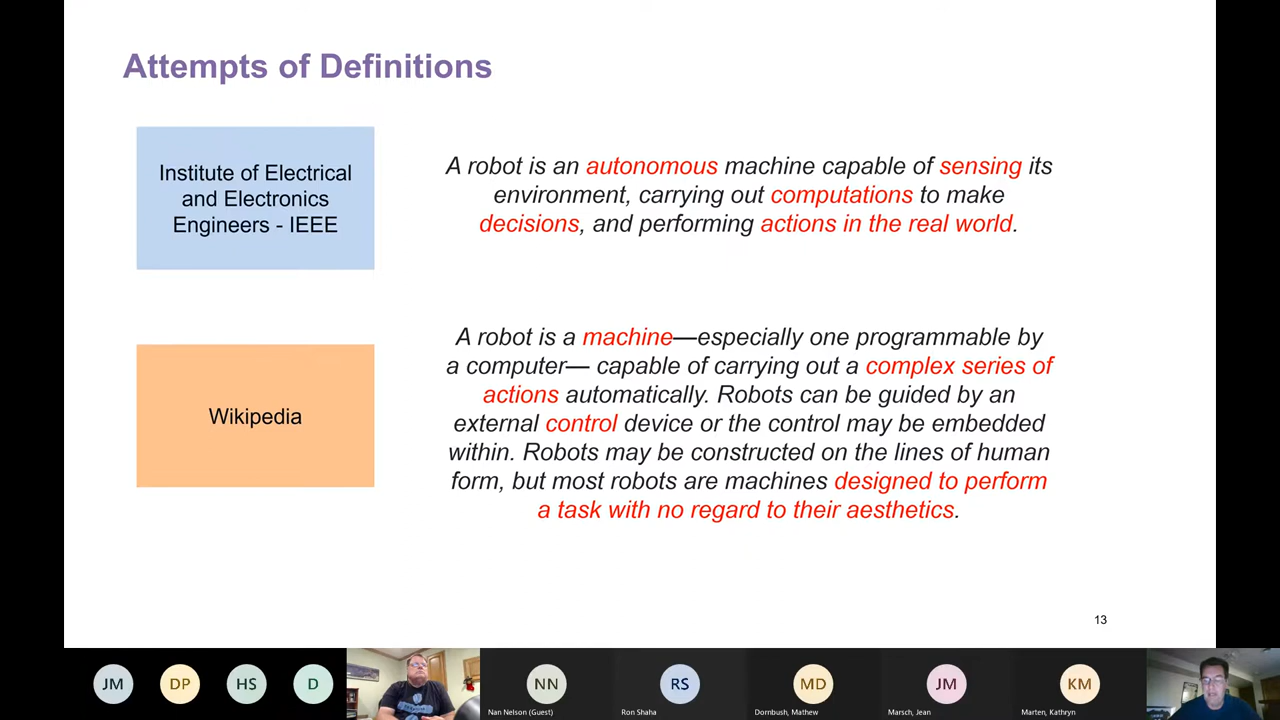 Attempts of Definitions
Institute of Electrical
and Electronics
Engineers - IEEE
A robot is an autonomous machine capable of sensing its
environment, carrying out computations to make
decisions, and performing actions in the real world.
Wikipedia
A robot is a machine—especially one programmable by
a computer— capable of carrying out a complex series of
actions automatically. Robots can be guided by an
external control device or the control may be embedded
within. Robots may be constructed on the lines of human
form, but most robots are machines designed to perform
a task with no regard to their aesthetics.
13
JM
DP
HS
D
NN
RS
MD
JM
KM
Nan Nelson (Guest)
Ron Shaha
Dornbush, Mathew
Marsch, Jean
Marten, Kathryn